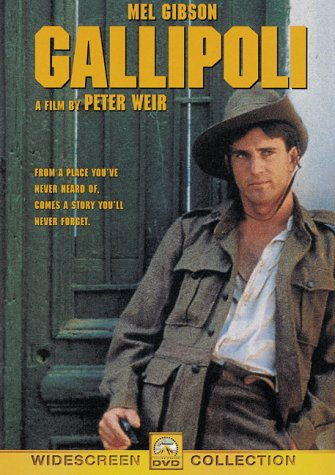 MEL GIBSON
GALLIPOLI
A FILM BY PETER WEIR
FROM A PLACE YOU'VE
NEVER HEARD OF,
COMES A STORY YOU'LL
NEVER FORGET.
WIDESCREEN DVD COLLECTION